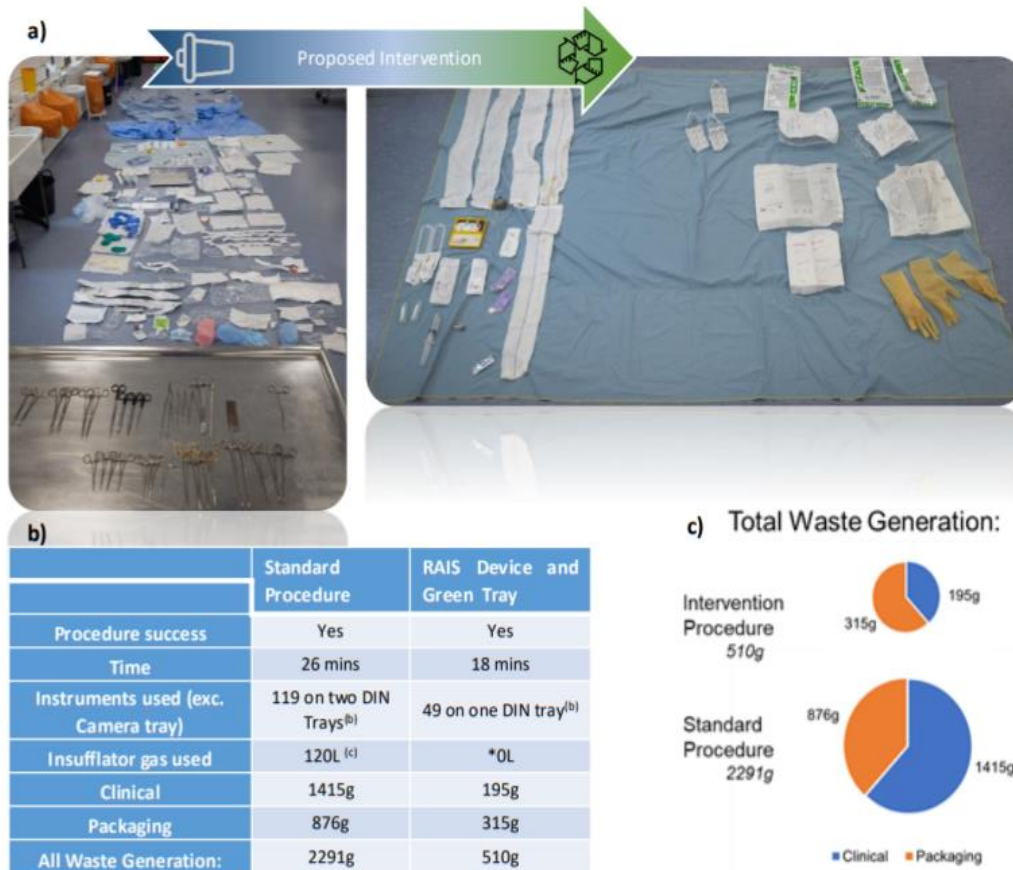 a)
Proposed Intervention
b)
Standard Procedure
RAIS Device and Green Tray
Procedure success
Yes
Yes
Time
26 mins
18 mins
Instruments used (exc. Camera tray)
119 on two DIN Trays(b)
49 on one DIN tray(b)
Insufflator gas used
120L (c)
*0L
Clinical
1415g
195g
Packaging
876g
315g
All Waste Generation:
2291g
510g
c)
Total Waste Generation:
Intervention
Procedure
510g
195g
315g
Standard
Procedure
2291g
876g
1415g
Clinical
Packaging